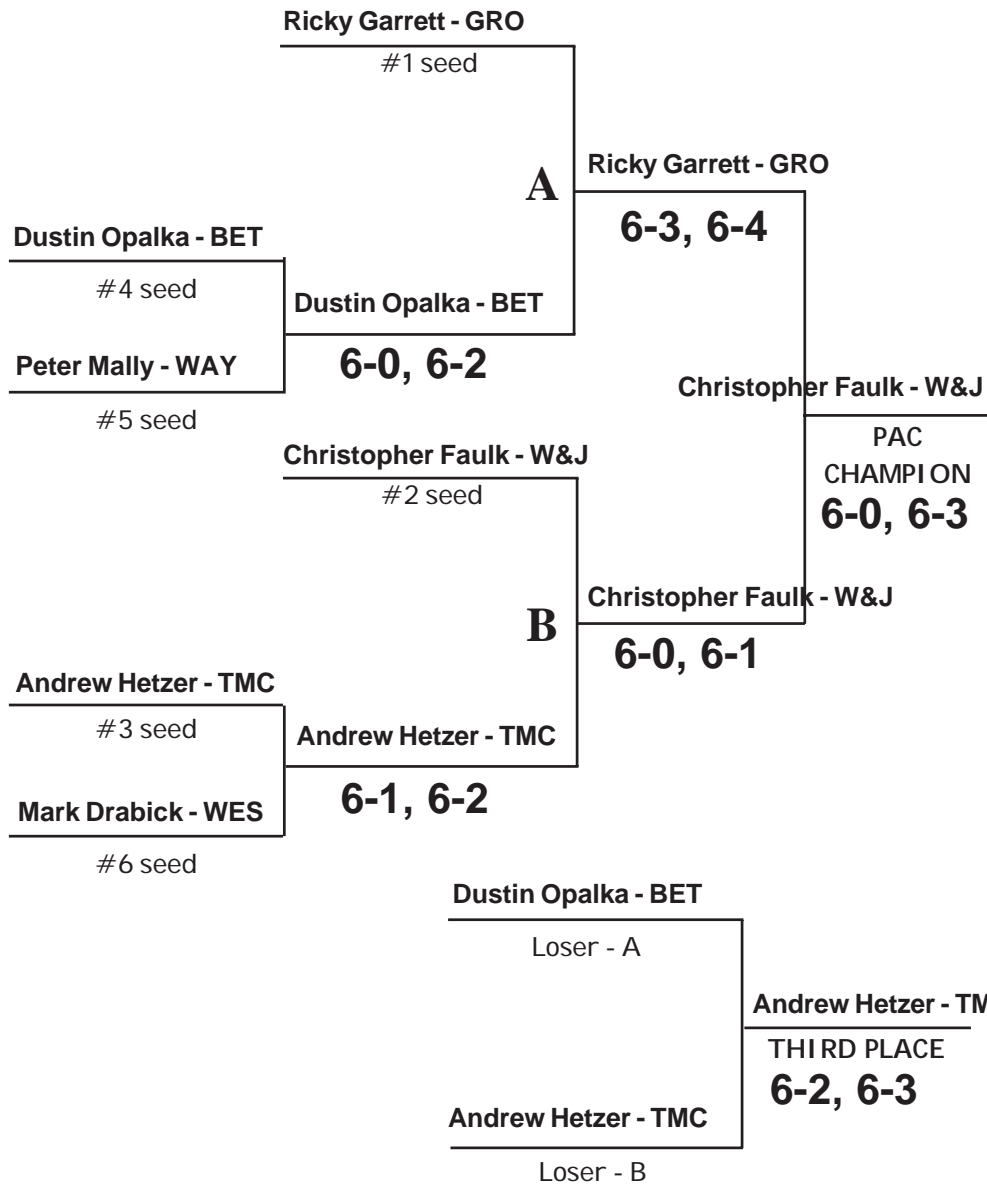 Ricky Garrett - GRO
#1 seed
A
Ricky Garrett - GRO
6-3, 6-4
Dustin Opalka - BET
#4 seed
Dustin Opalka - BET
6-0, 6-2
Peter Mally - WAY
#5 seed
Christopher Faulk - W&J
PAC
CHAMPION
6-0, 6-3
Christopher Faulk - W&J
#2 seed
B
Christopher Faulk - W&J
6-0, 6-1
Andrew Hetzer - TMC
#3 seed
Andrew Hetzer - TMC
6-1, 6-2
Mark Drabick - WES
#6 seed
Dustin Opalka - BET
Loser - A
Andrew Hetzer - TM
THIRD PLACE
6-2, 6-3
Andrew Hetzer - TMC
Loser - B